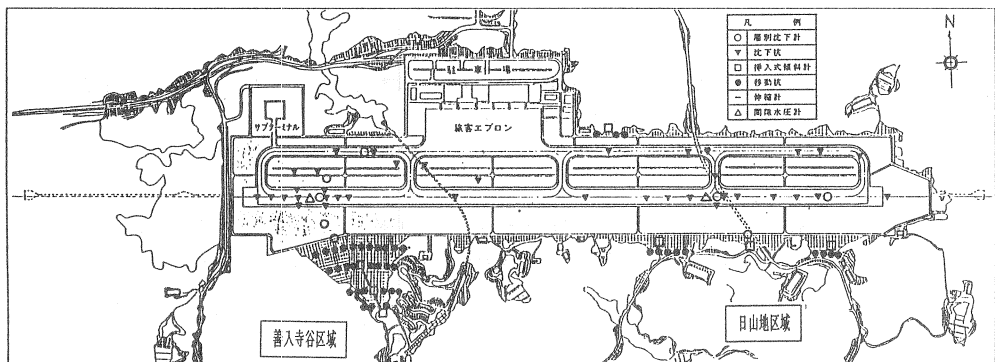 凡例
層別沈下計
沈下状
挿入式傾斜計
移動状
伸縮計
間隙水圧計
N
駐車場
サブターミナル
旅客エプロン
善入寺谷区域
日山地区域